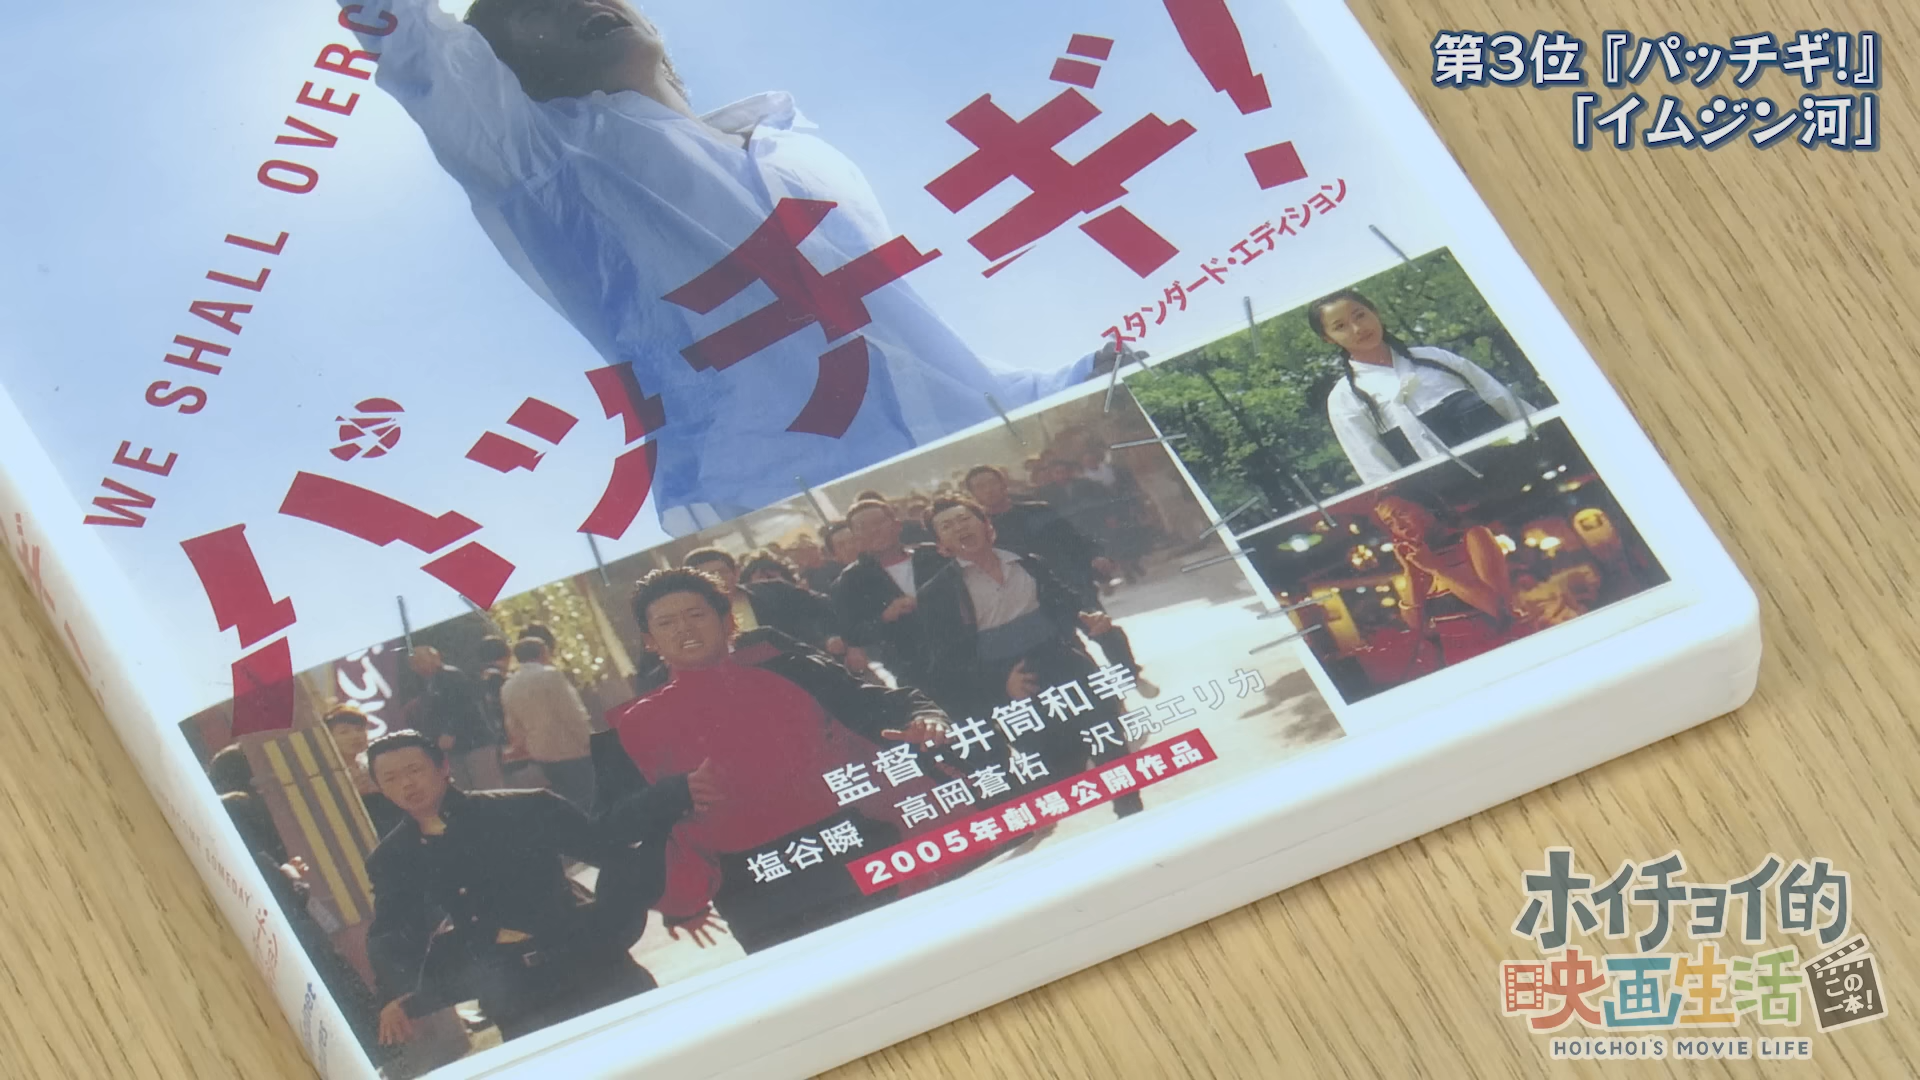 第3位『パッチギ!』
「イムジン河」
WE SHALL OVERC
パッチギ!
スタンダード・エディション
監督:井筒和幸
塩谷瞬 高岡蒼佑 沢尻エリカ
2005年劇場公開作品
SOMEDAY
ホイチョイ的
映画生活
この
一本!
HOICHOI'S MOVIE LIFE